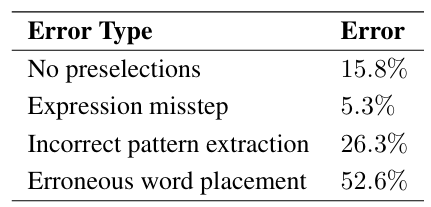 Error Type Error
No preselections 15.8%
Expression misstep 5.3%
Incorrect pattern extraction 26.3%
Erroneous word placement 52.6%